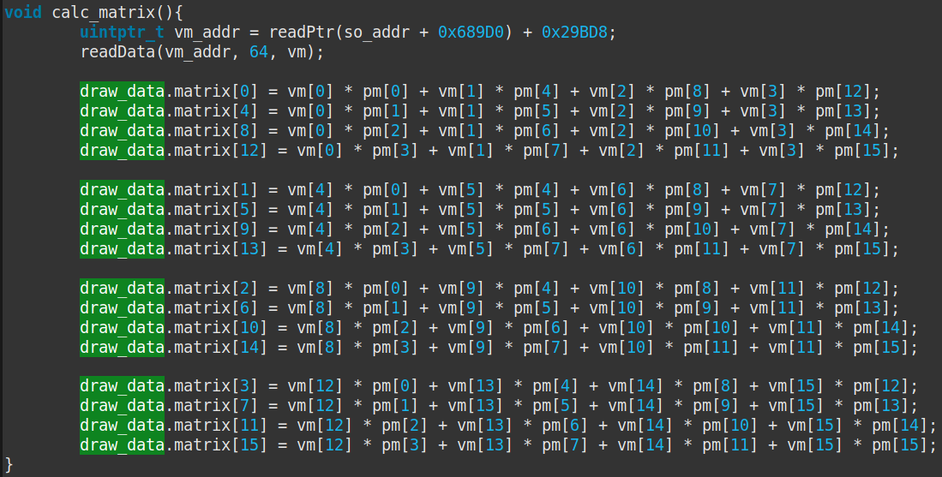 void calc_matrix(){
uintptr_t vm_addr = readPtr(so_addr + 0x689D0) + 0x29BD8;
readData(vm_addr, 64, vm);
draw_data.matrix[0] = vm[0] * pm[0] + vm[1] * pm[4] + vm[2] * pm[8] + vm[3] * pm[12];
draw_data.matrix[4] = vm[0] * pm[1] + vm[1] * pm[5] + vm[2] * pm[9] + vm[3] * pm[13];
draw_data.matrix[8] = vm[0] * pm[2] + vm[1] * pm[6] + vm[2] * pm[10] + vm[3] * pm[14];
draw_data.matrix[12] = vm[0] * pm[3] + vm[1] * pm[7] + vm[2] * pm[11] + vm[3] * pm[15];
draw_data.matrix[1] = vm[4] * pm[0] + vm[5] * pm[4] + vm[6] * pm[8] + vm[7] * pm[12];
draw_data.matrix[5] = vm[4] * pm[1] + vm[5] * pm[5] + vm[6] * pm[9] + vm[7] * pm[13];
draw_data.matrix[9] = vm[4] * pm[2] + vm[5] * pm[6] + vm[6] * pm[10] + vm[7] * pm[14];
draw_data.matrix[13] = vm[4] * pm[3] + vm[5] * pm[7] + vm[6] * pm[11] + vm[7] * pm[15];
draw_data.matrix[2] = vm[8] * pm[0] + vm[9] * pm[4] + vm[10] * pm[8] + vm[11] * pm[12];
draw_data.matrix[6] = vm[8] * pm[1] + vm[9] * pm[5] + vm[10] * pm[9] + vm[11] * pm[13];
draw_data.matrix[10] = vm[8] * pm[2] + vm[9] * pm[6] + vm[10] * pm[10] + vm[11] * pm[14];
draw_data.matrix[14] = vm[8] * pm[3] + vm[9] * pm[7] + vm[10] * pm[11] + vm[11] * pm[15];
draw_data.matrix[3] = vm[12] * pm[0] + vm[13] * pm[4] + vm[14] * pm[8] + vm[15] * pm[12];
draw_data.matrix[7] = vm[12] * pm[1] + vm[13] * pm[5] + vm[14] * pm[9] + vm[15] * pm[13];
draw_data.matrix[11] = vm[12] * pm[2] + vm[13] * pm[6] + vm[14] * pm[10] + vm[15] * pm[14];
draw_data.matrix[15] = vm[12] * pm[3] + vm[13] * pm[7] + vm[14] * pm[11] + vm[15] * pm[15];
}